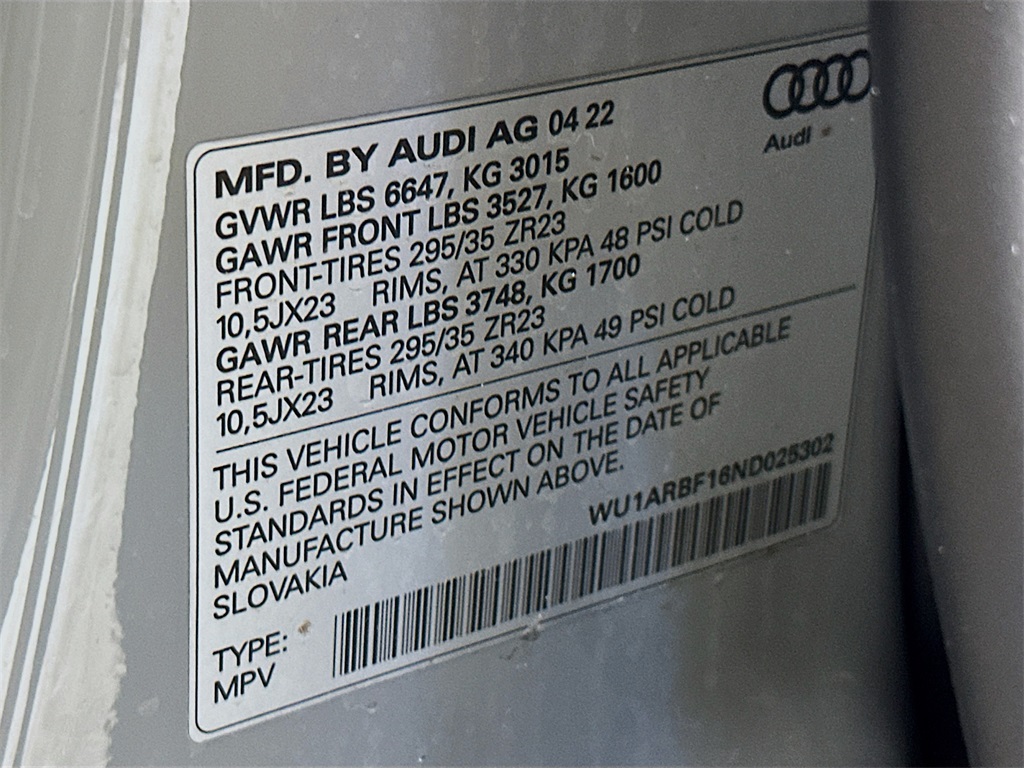 Audi
MFD. BY AUDI AG 04 22
GVWR LBS 6647, KG 3015
GAWR FRONT LBS 3527, KG 1600
FRONT-TIRES 295/35 ZR23
10,5JX23 RIMS, AT 330 KPA 48 PSI COLD
GAWR REAR LBS 3748, KG 1700
REAR-TIRES 295/35 ZR23
10,5JX23 RIMS, AT 340 KPA 49 PSI COLD
THIS VEHICLE CONFORMS TO ALL APPLICABLE
U.S. FEDERAL MOTOR VEHICLE SAFETY
STANDARDS IN EFFECT ON THE DATE OF
MANUFACTURE SHOWN ABOVE.
SLOVAKIA
WU1ARBF16ND025302
TYPE:
MPV